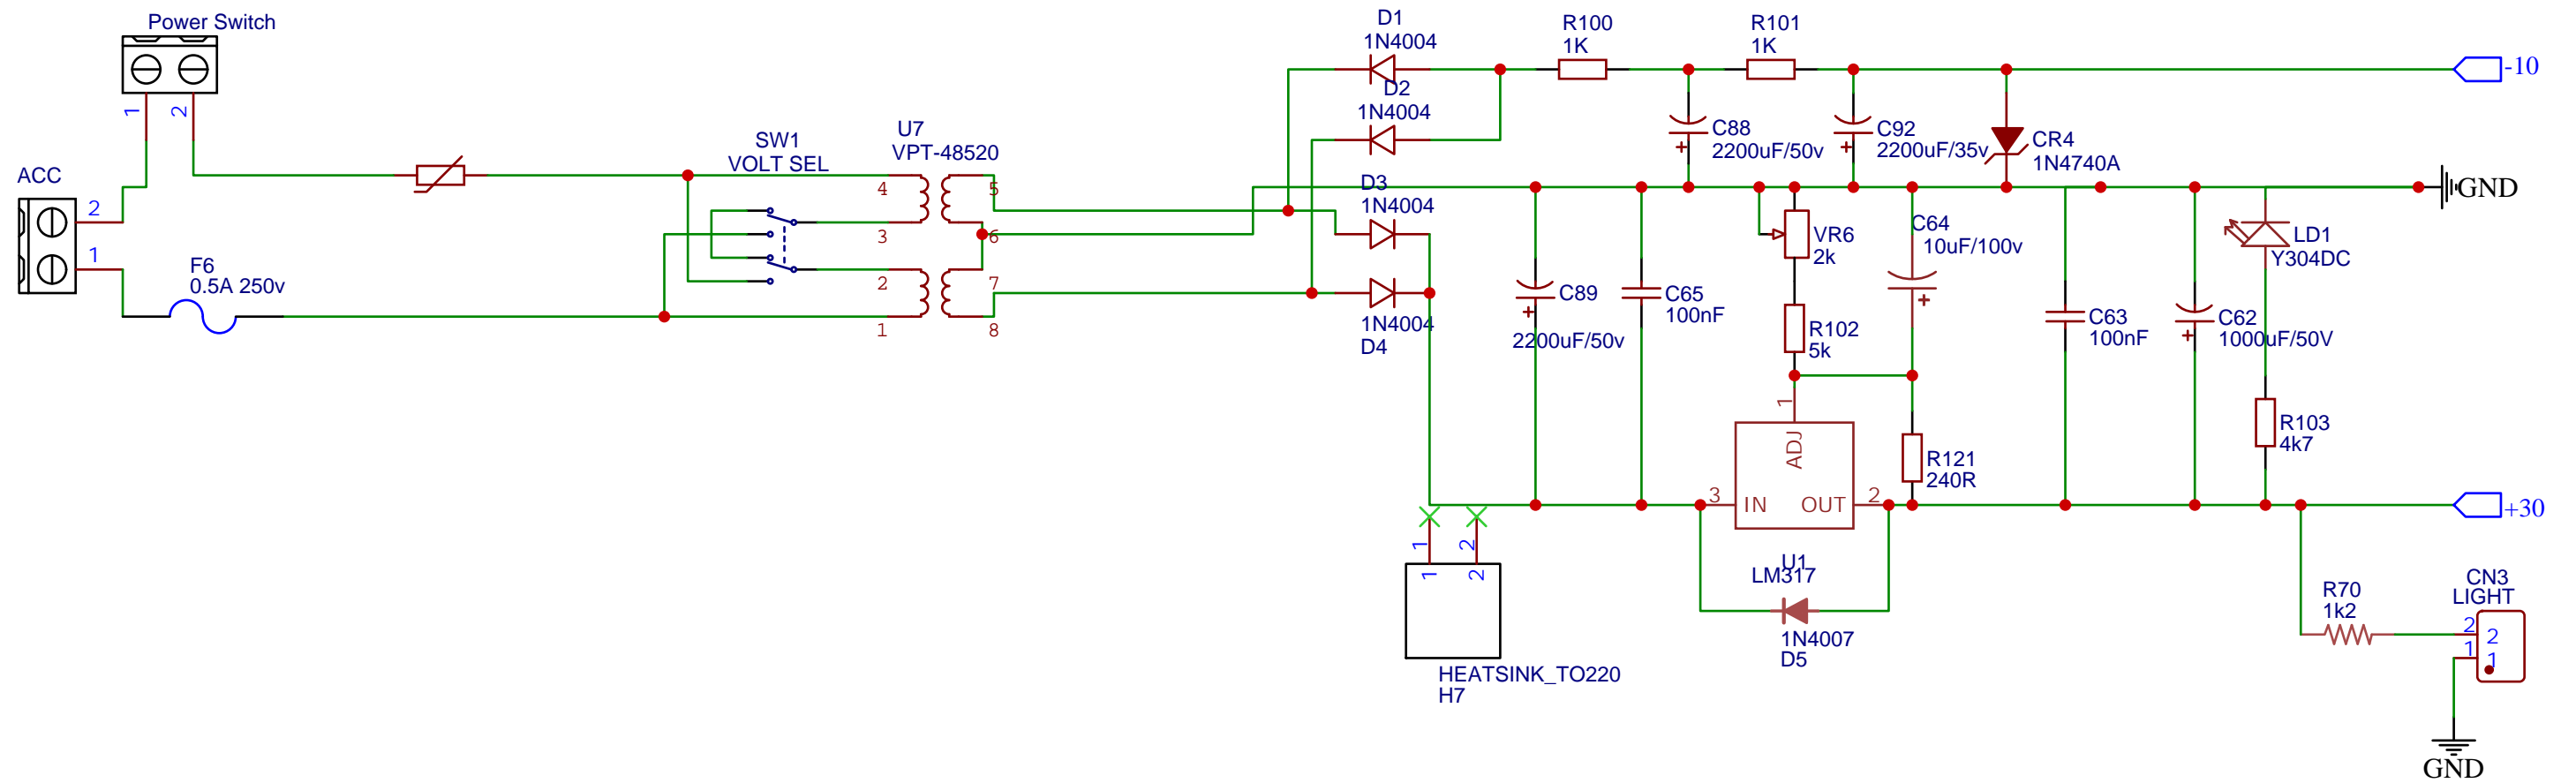 Power Switch
1
2
ACC
2
1
F6
0.5A 250v
SW1
VOLT SEL
U7
VPT-48520
4
3
2
1
5
6
7
8
D1
1N4004
D2
1N4004
D3
1N4004
1N4004
D4
R100
1K
R101
1K
C88
2200uF/50v
C92
2200uF/35v
CR4
1N4740A
-10
GND
C89
2200uF/50v
C65
100nF
VR6
2k
R102
5k
C64
10uF/100v
C63
100nF
C62
1000uF/50V
LD1
Y304DC
R103
4k7
R121
240R
1
ADJ
3
IN
OUT
2
U1
LM317
1N4007
D5
+30
1
2
1
2
HEATSINK_TO220
H7
R70
1k2
CN3
LIGHT
2
2
1
1
GND